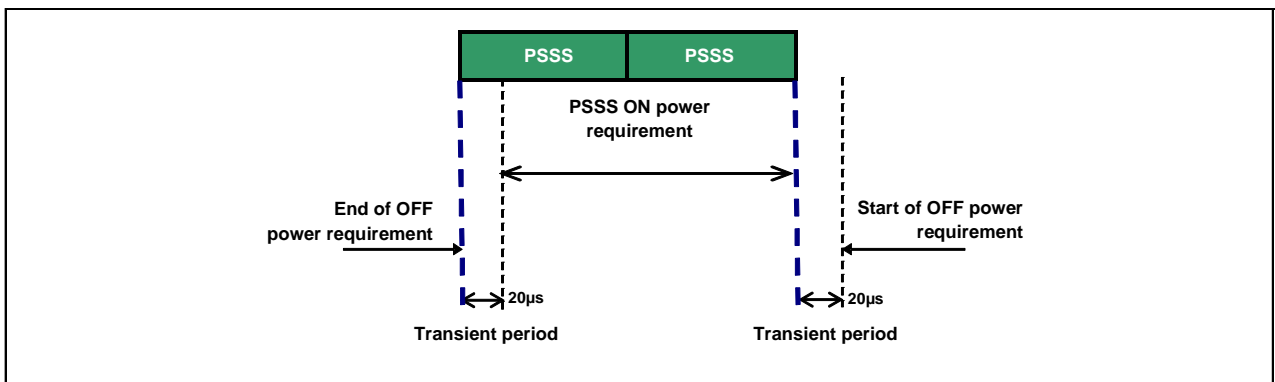 PSSS PSSS
PSSS ON power
requirement
End of OFF
power requirement
Start of OFF power
requirement
20µs
20µs
Transient period
Transient period